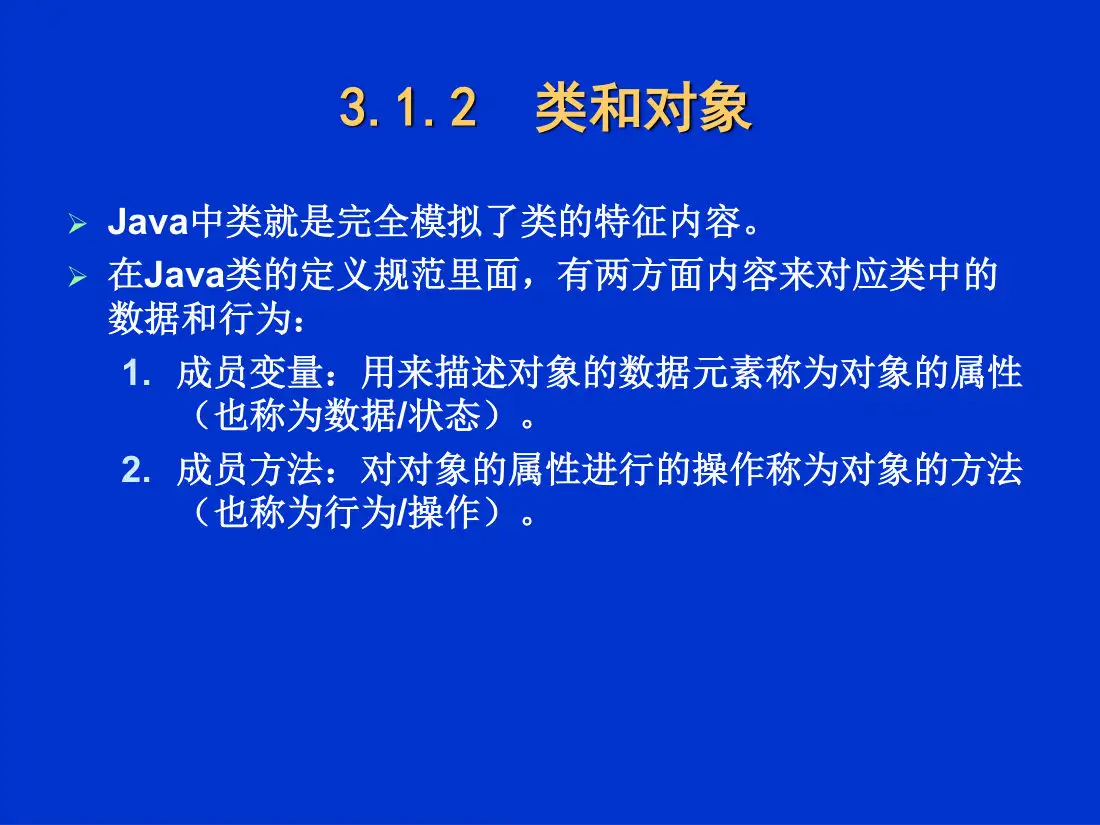 3.1.2 类和对象
Java中类就是完全模拟了类的特征内容。
在Java类的定义规范里面，有两方面内容来对应类中的
数据和行为：
1. 成员变量：用来描述对象的数据元素称为对象的属性
（也称为数据/状态）。
2. 成员方法：对对象的属性进行的操作称为对象的方法
（也称为行为/操作）。